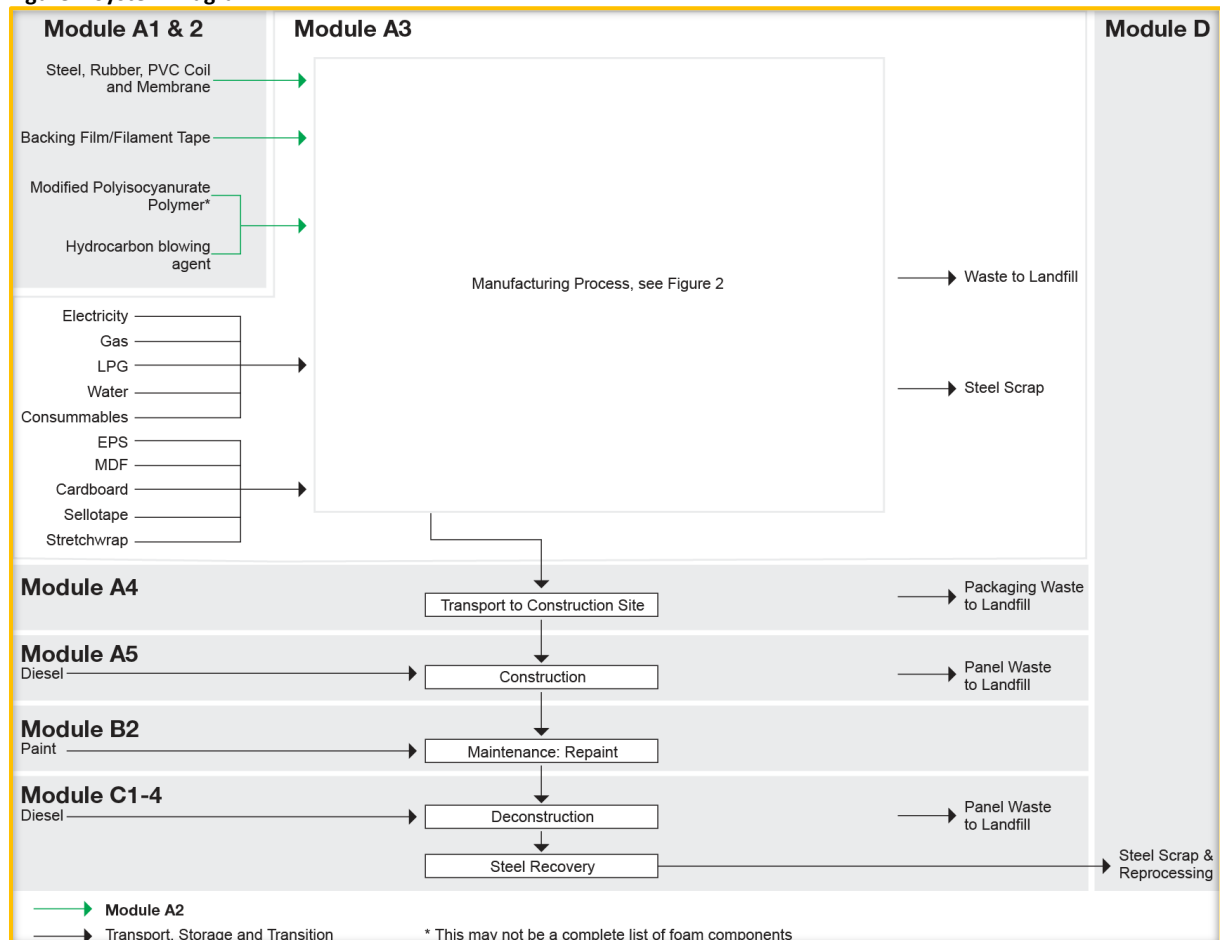 Module A1 & 2
Module A3
Module D
Steel, Rubber, PVC Coil
and Membrane
Backing Film/Filament Tape
Modified Polyisocyanurate
Polymer*
Hydrocarbon blowing
agent
Manufacturing Process, see Figure 2
Waste to Landfill
Steel Scrap
Electricity
Gas
LPG
Water
Consummables
EPS
MDF
Cardboard
Sellotape
Stretchwrap
Module A4
Transport to Construction Site
Packaging Waste
to Landfill
Module A5
Diesel
Construction
Panel Waste
to Landfill
Module B2
Paint
Maintenance: Repaint
Module C1-4
Diesel
Deconstruction
Panel Waste
to Landfill
Steel Recovery
Steel Scrap &
Reprocessing
Module A2
Transport, Storage and Transition
* This may not be a complete list of foam components